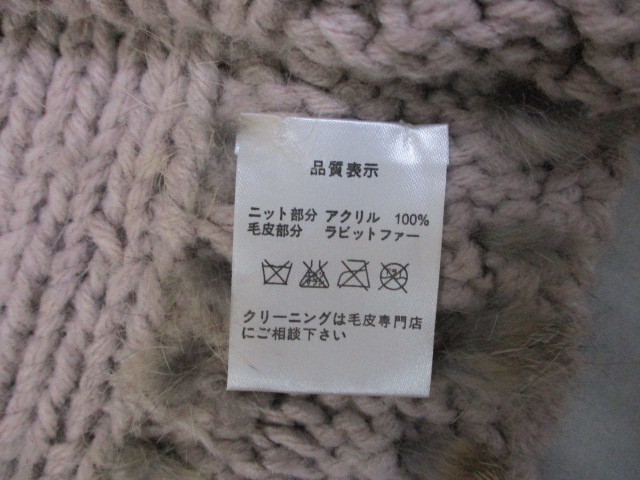 品質表示
ニット部分 アクリル 100%
毛皮部分 ラビットファー
クリーニングは毛皮専門店
にご相談下さい